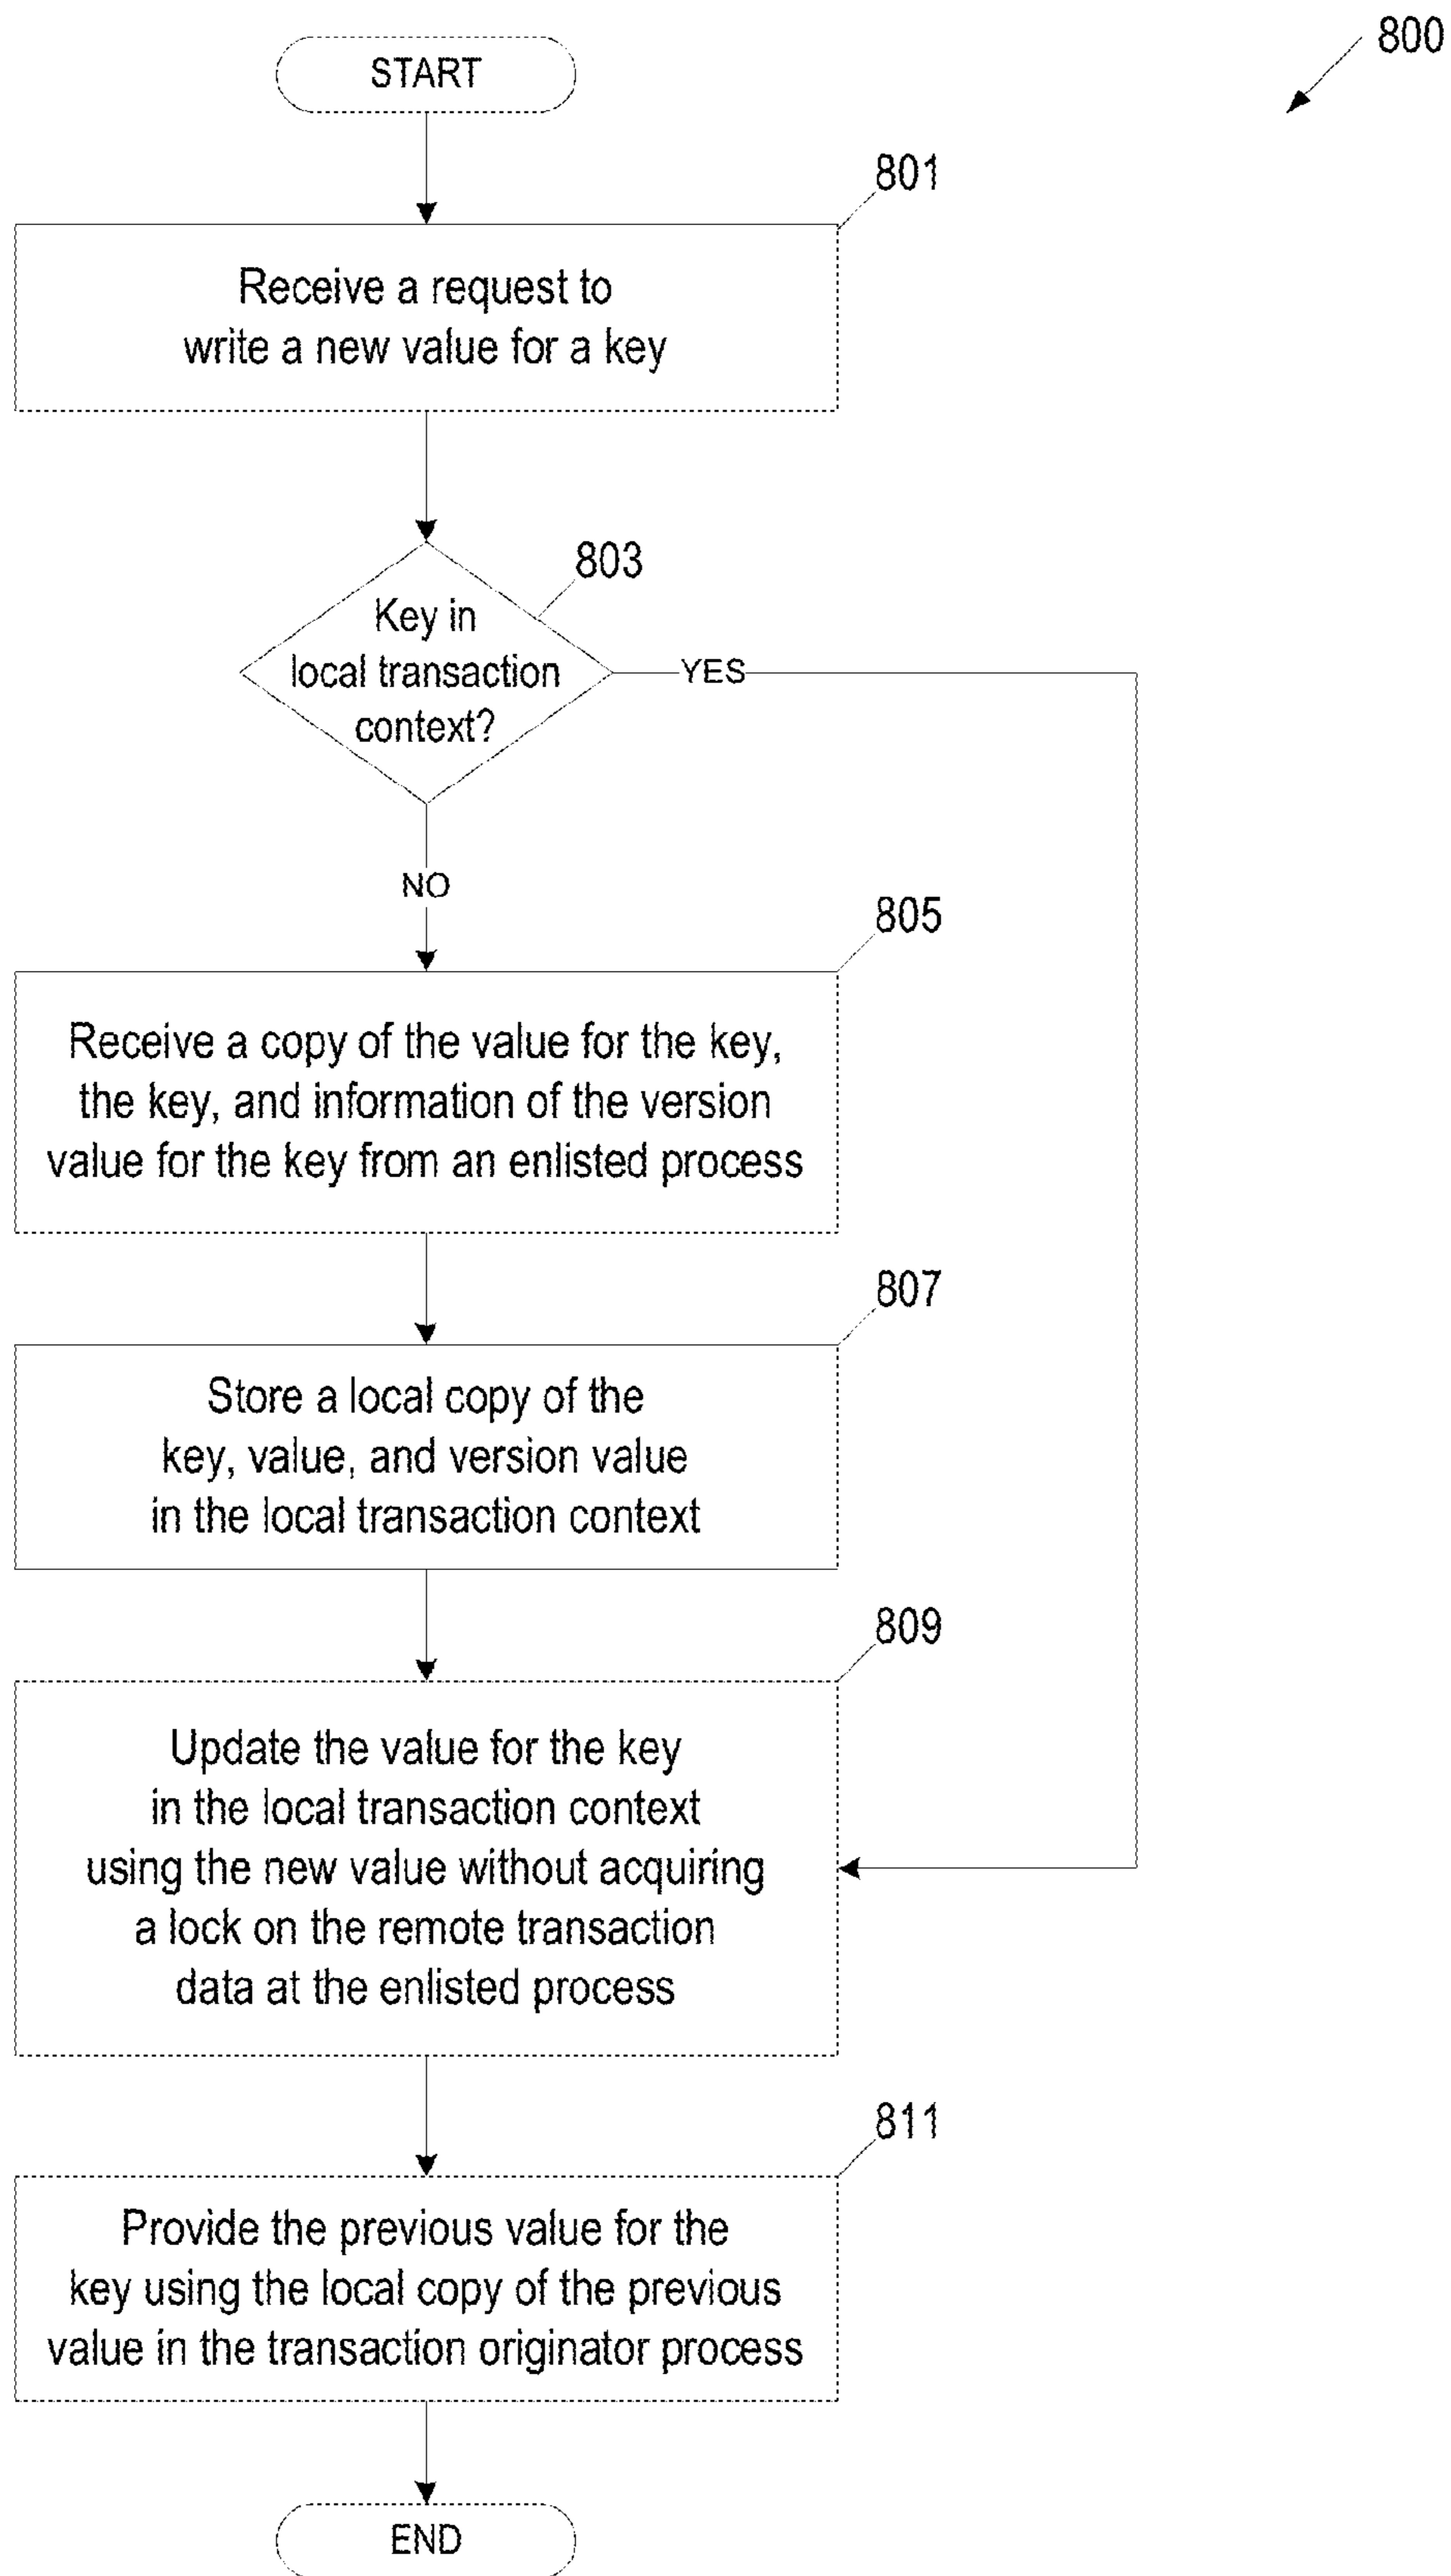 800
START
801
Receive a request to
write a new value for a key
803
Key in
local transaction
context?
YES
NO
805
Receive a copy of the value for the key,
the key, and information of the version
value for the key from an enlisted process
807
Store a local copy of the
key, value, and version value
in the local transaction context
809
Update the value for the key
in the local transaction context
using the new value without acquiring
a lock on the remote transaction
data at the enlisted process
811
Provide the previous value for the
key using the local copy of the previous
value in the transaction originator process
END